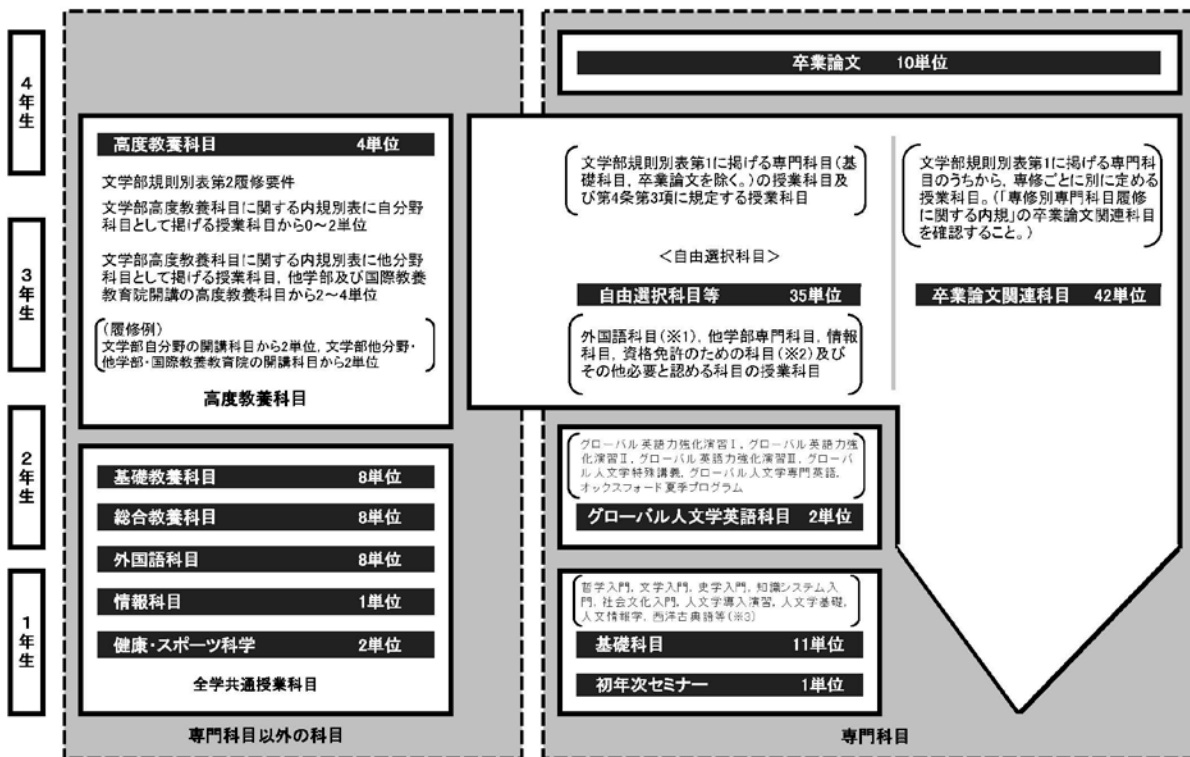 4年生
3年生
2年生
1年生
高度教養科目 4単位
文学部規則別表第2履修要件
文学部高度教養科目に関する内規別表に自分野
科目として掲げる授業科目から0～2単位
文学部高度教養科目に関する内規別表に他分野
科目として掲げる授業科目, 他学部及び国際教養
教育院開講の高度教養科目から2～4単位
(履修例)
文学部自分野の開講科目から2単位, 文学部他分野・
他学部・国際教養教育院の開講科目から2単位
高度教養科目
基礎教養科目 8単位
総合教養科目 8単位
外国語科目 8単位
情報科目 1単位
健康・スポーツ科学 2単位
全学共通授業科目
専門科目以外の科目
卒業論文 10単位
文学部規則別表第1に掲げる専門科目(基
礎科目, 卒業論文を除く。)の授業科目及
び第4条第3項に規定する授業科目
＜自由選択科目＞
自由選択科目等 35単位
外国語科目(※1), 他学部専門科目, 情報
科目, 資格免許のための科目(※2)及び
その他必要と認める科目の授業科目
文学部規則別表第1に掲げる専門科
目のうちから, 専修ごとに別に定める
授業科目。(「専修別専門科目履修
に関する内規」の卒業論文関連科目
を確認すること。)
卒業論文関連科目 42単位
グローバル英語力強化演習Ⅰ, グローバル英語力強
化演習Ⅱ, グローバル英語力強化演習Ⅲ, グローバ
ル人文学特殊講義, グローバル人文学専門英語,
オックスフォード夏季プログラム
グローバル人文学英語科目 2単位
哲学入門, 文学入門, 史学入門, 知識システム入
門, 社会文化入門, 人文学導入演習, 人文学基礎,
人文情報学, 西洋古典語等(※3)
基礎科目 11単位
初年次セミナー 1単位
専門科目